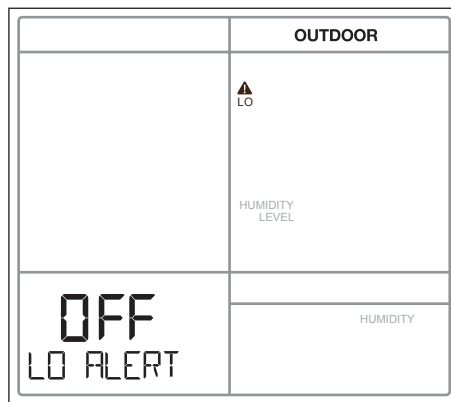 OUTDOOR
LO
HUMIDITY
LEVEL
OFF
LO ALERT
HUMIDITY